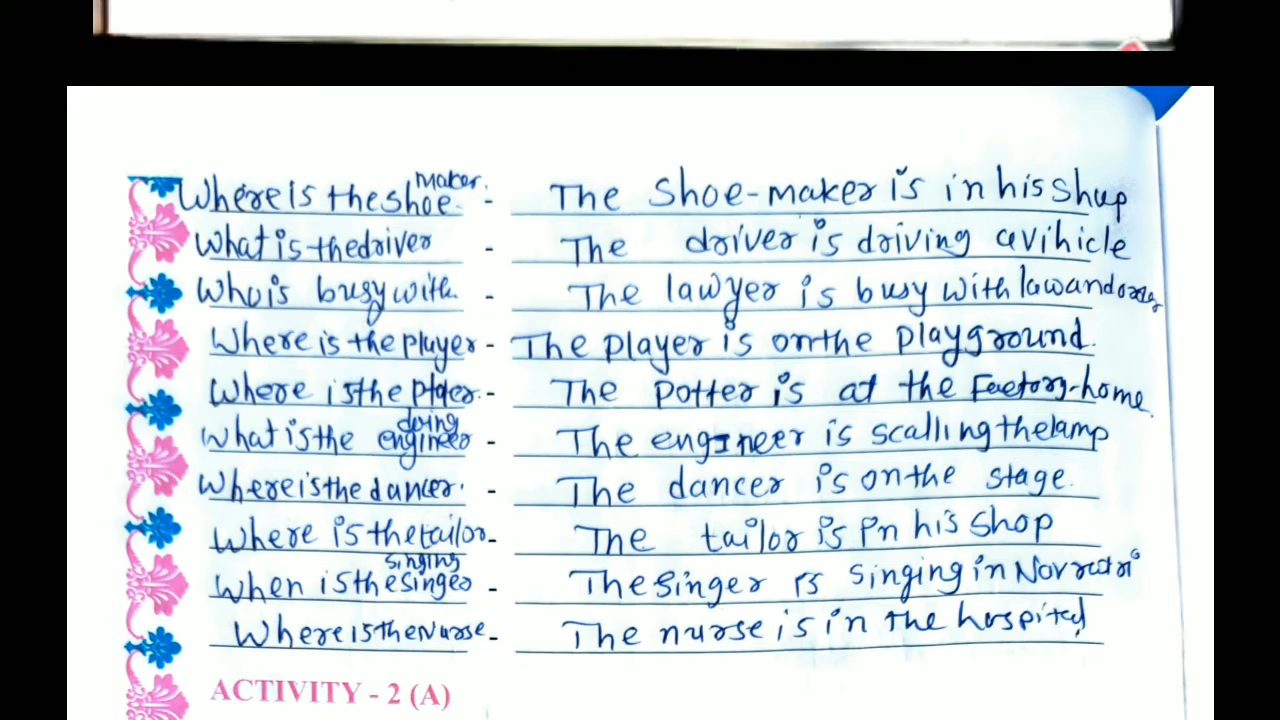 Where is the shoe maker. - The Shoe-maker is in his Shup
What is the driver - The driver is driving a vihicle
Who is busy with. - The lawyer is busy with law and order
Where is the player - The player is on the playground.
Where is the - The Potter is at the Factory-home.
What is the engineer doing - The engineer is scalling the lamp
Where is the dancer. - The dancer is on the stage.
Where is the tailor - The tailor is in his shop
When is the singer singing - The singer is singing in Navratri
Where is the Nurse - The nurse is in the hospital
ACTIVITY - 2 (A)